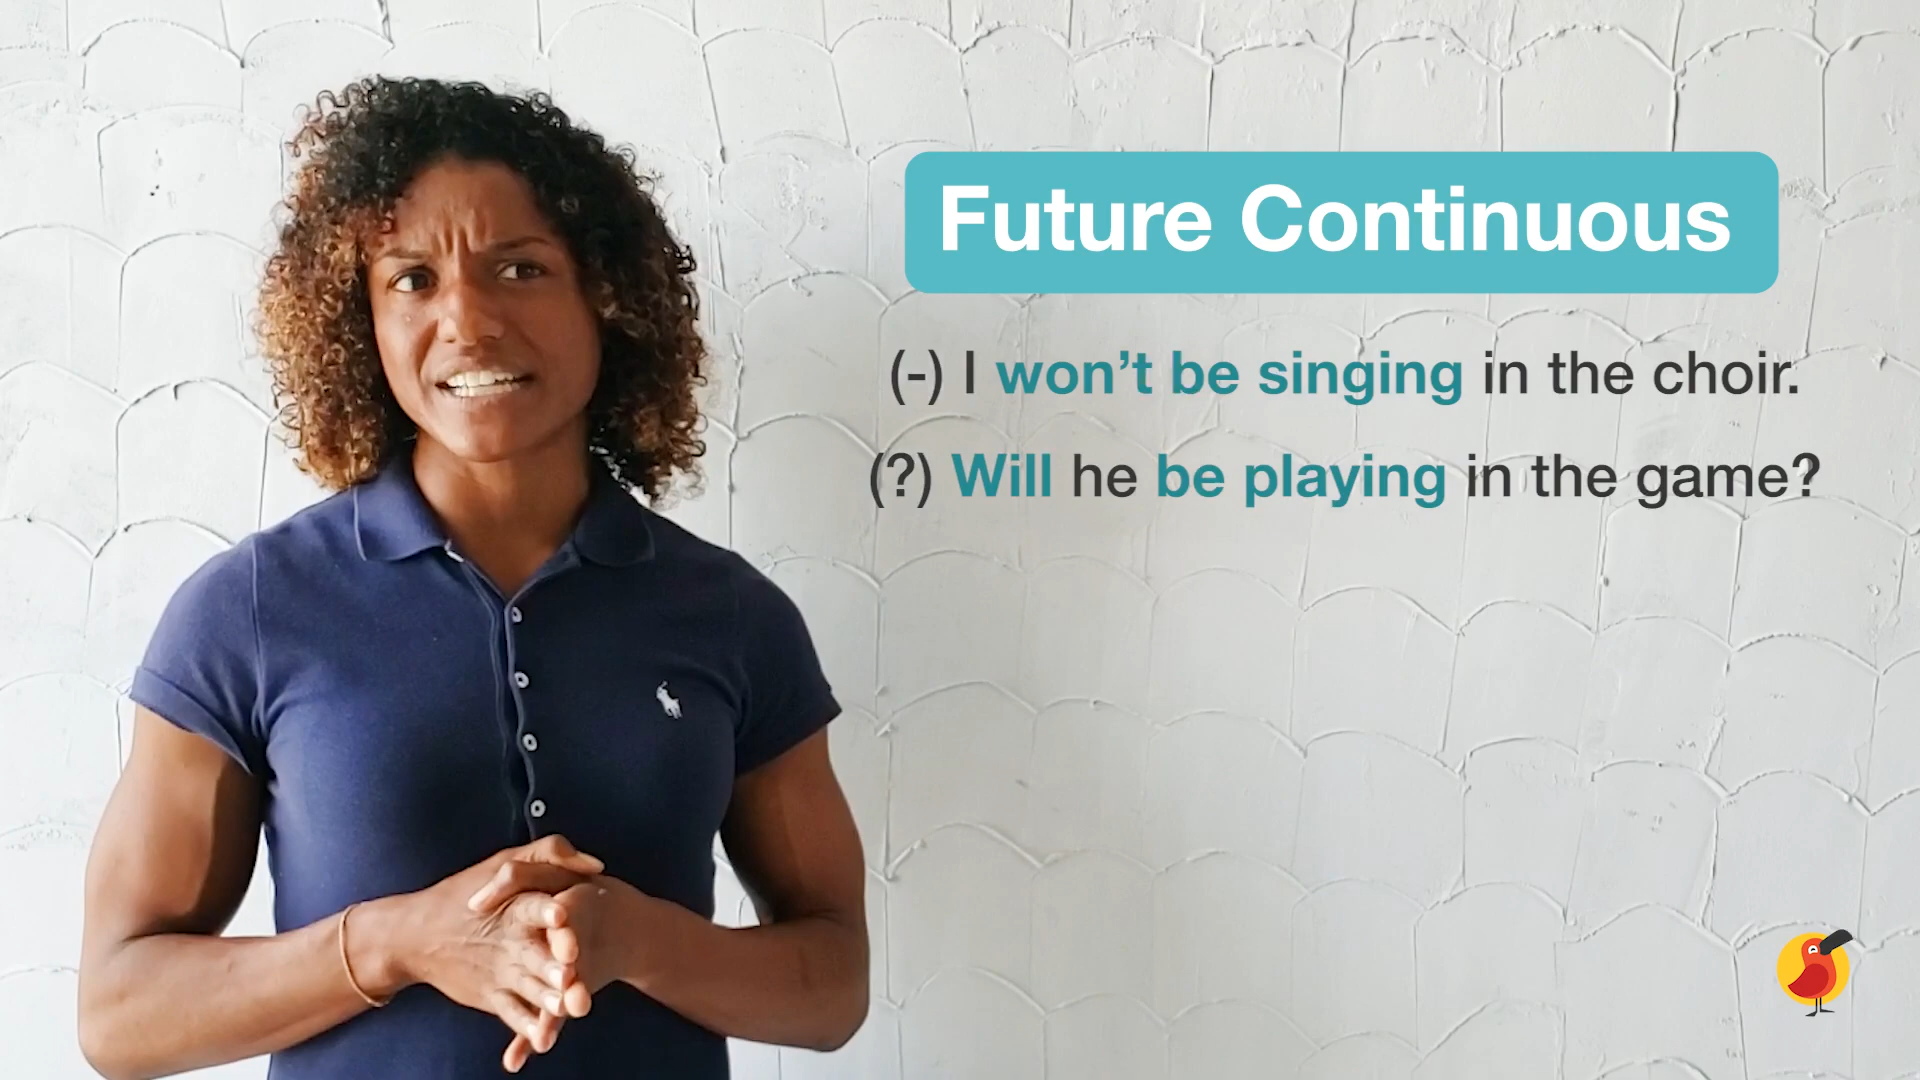 Future Continuous
(-) I won’t be singing in the choir.
(?) Will he be playing in the game?